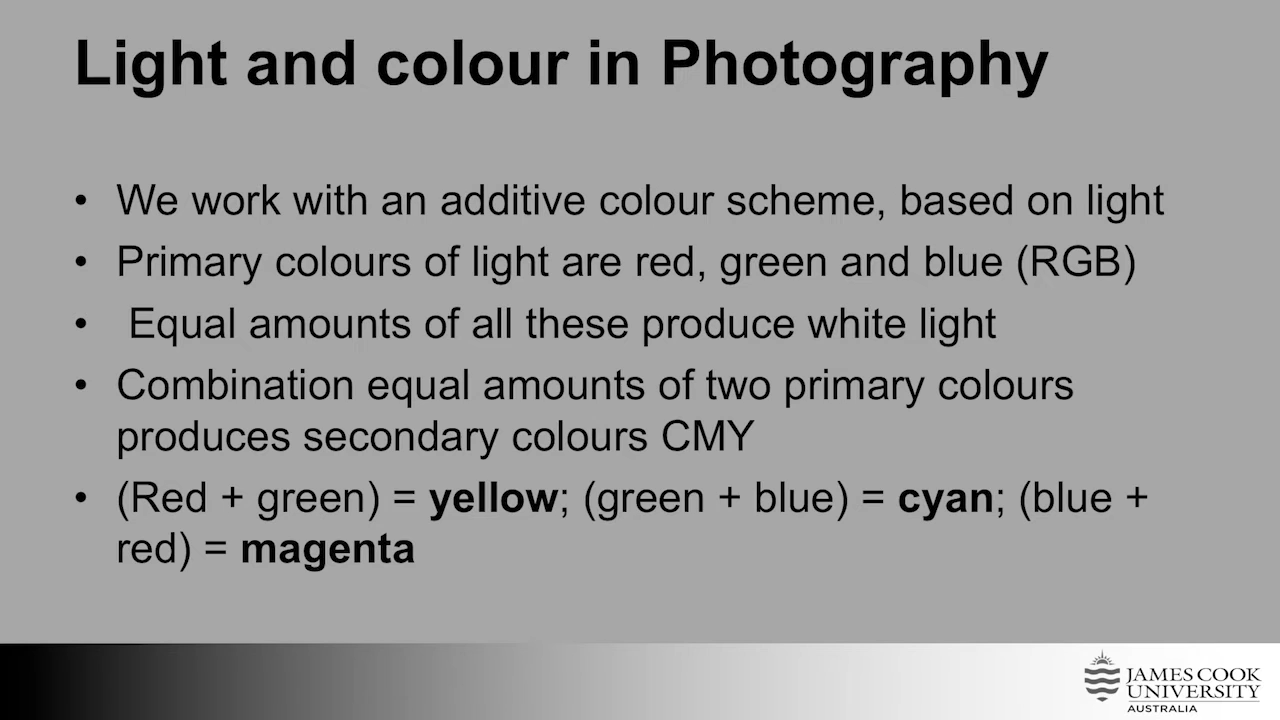 Light and colour in Photography
• We work with an additive colour scheme, based on light
• Primary colours of light are red, green and blue (RGB)
• Equal amounts of all these produce white light
• Combination equal amounts of two primary colours
produces secondary colours CMY
• (Red + green) = yellow; (green + blue) = cyan; (blue +
red) = magenta
JAMES COOK
UNIVERSITY
AUSTRALIA